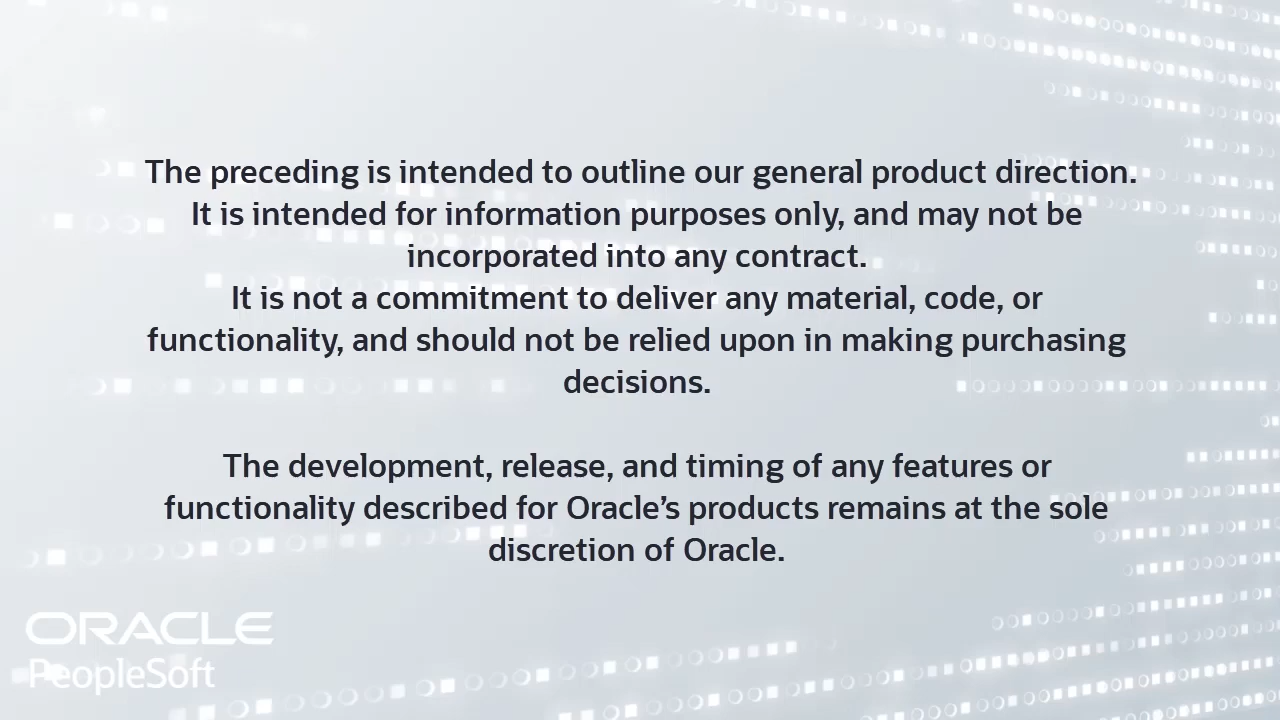 The preceding is intended to outline our general product direction.
It is intended for information purposes only, and may not be
incorporated into any contract.
It is not a commitment to deliver any material, code, or
functionality, and should not be relied upon in making purchasing
decisions.
The development, release, and timing of any features or
functionality described for Oracle’s products remains at the sole
discretion of Oracle.
ORACLE
PeopleSoft